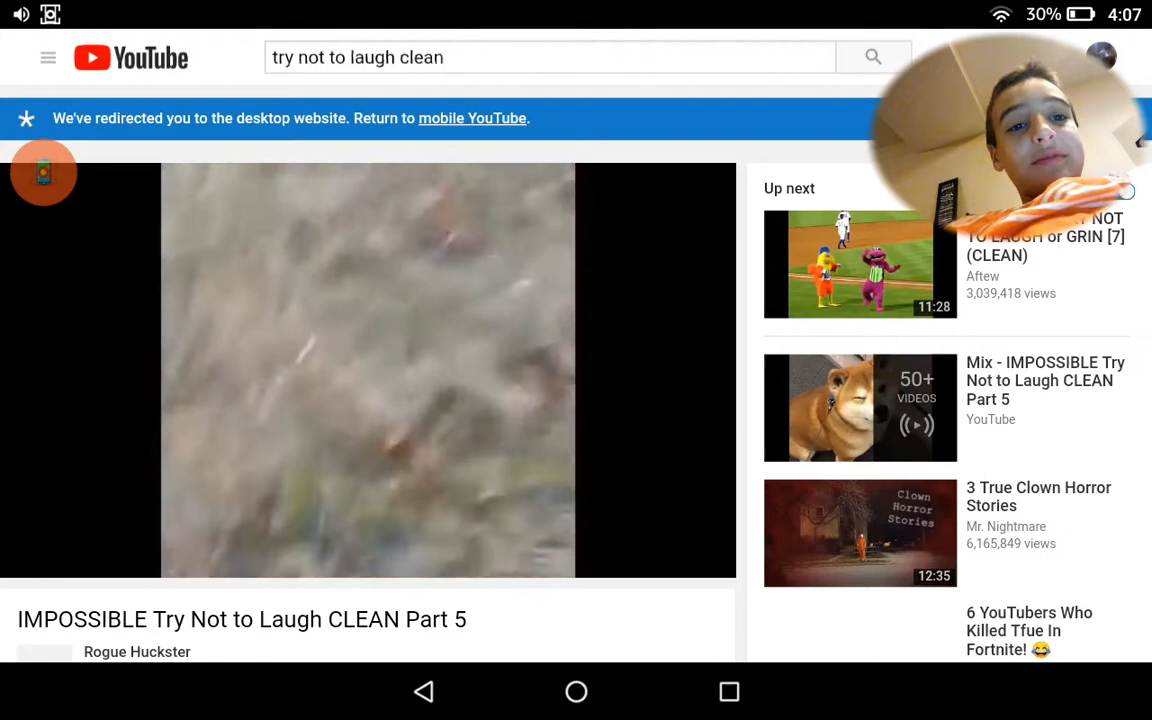 30% 4:07
YouTube
try not to laugh clean
We've redirected you to the desktop website. Return to mobile YouTube.
Up next
NOT
TO LAUGH or GRIN [7]
(CLEAN)
Aftew
3,039,418 views
11:28
Mix - IMPOSSIBLE Try
Not to Laugh CLEAN
Part 5
YouTube
50+
VIDEOS
3 True Clown Horror
Stories
Mr. Nightmare
6,165,849 views
Clown
Horror
Stories
12:35
6 YouTubers Who
Killed Tfue In
Fortnite! 😂
IMPOSSIBLE Try Not to Laugh CLEAN Part 5
Rogue Huckster